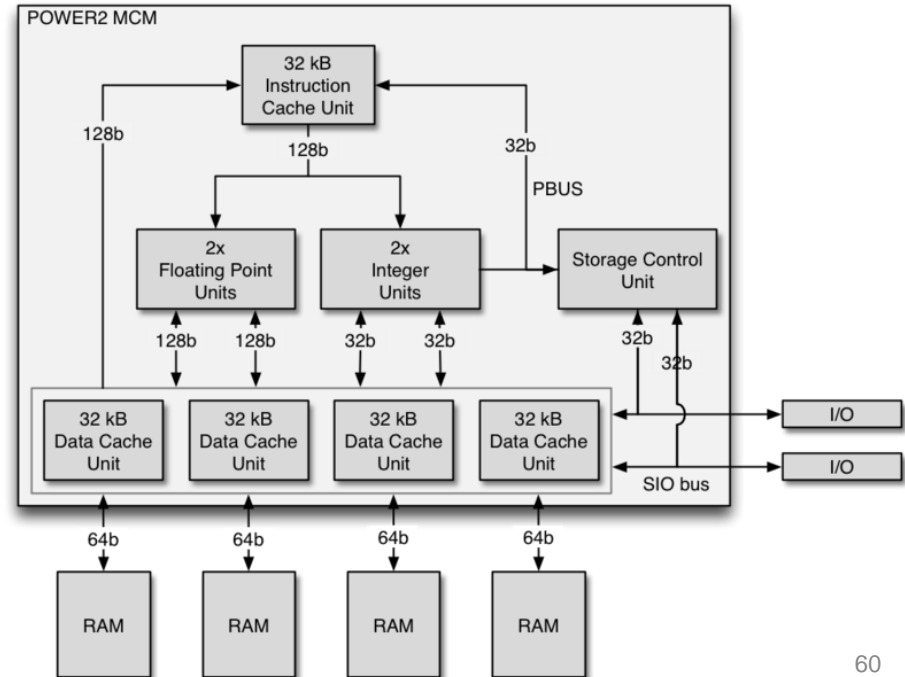 POWER2 MCM
32 kB
Instruction
Cache Unit
128b
128b
32b
PBUS
2x
Floating Point
Units
2x
Integer
Units
Storage Control
Unit
128b
128b
32b
32b
32b
32b
32 kB
Data Cache
Unit
32 kB
Data Cache
Unit
32 kB
Data Cache
Unit
32 kB
Data Cache
Unit
I/O
I/O
SIO bus
64b
64b
64b
64b
RAM
RAM
RAM
RAM
60